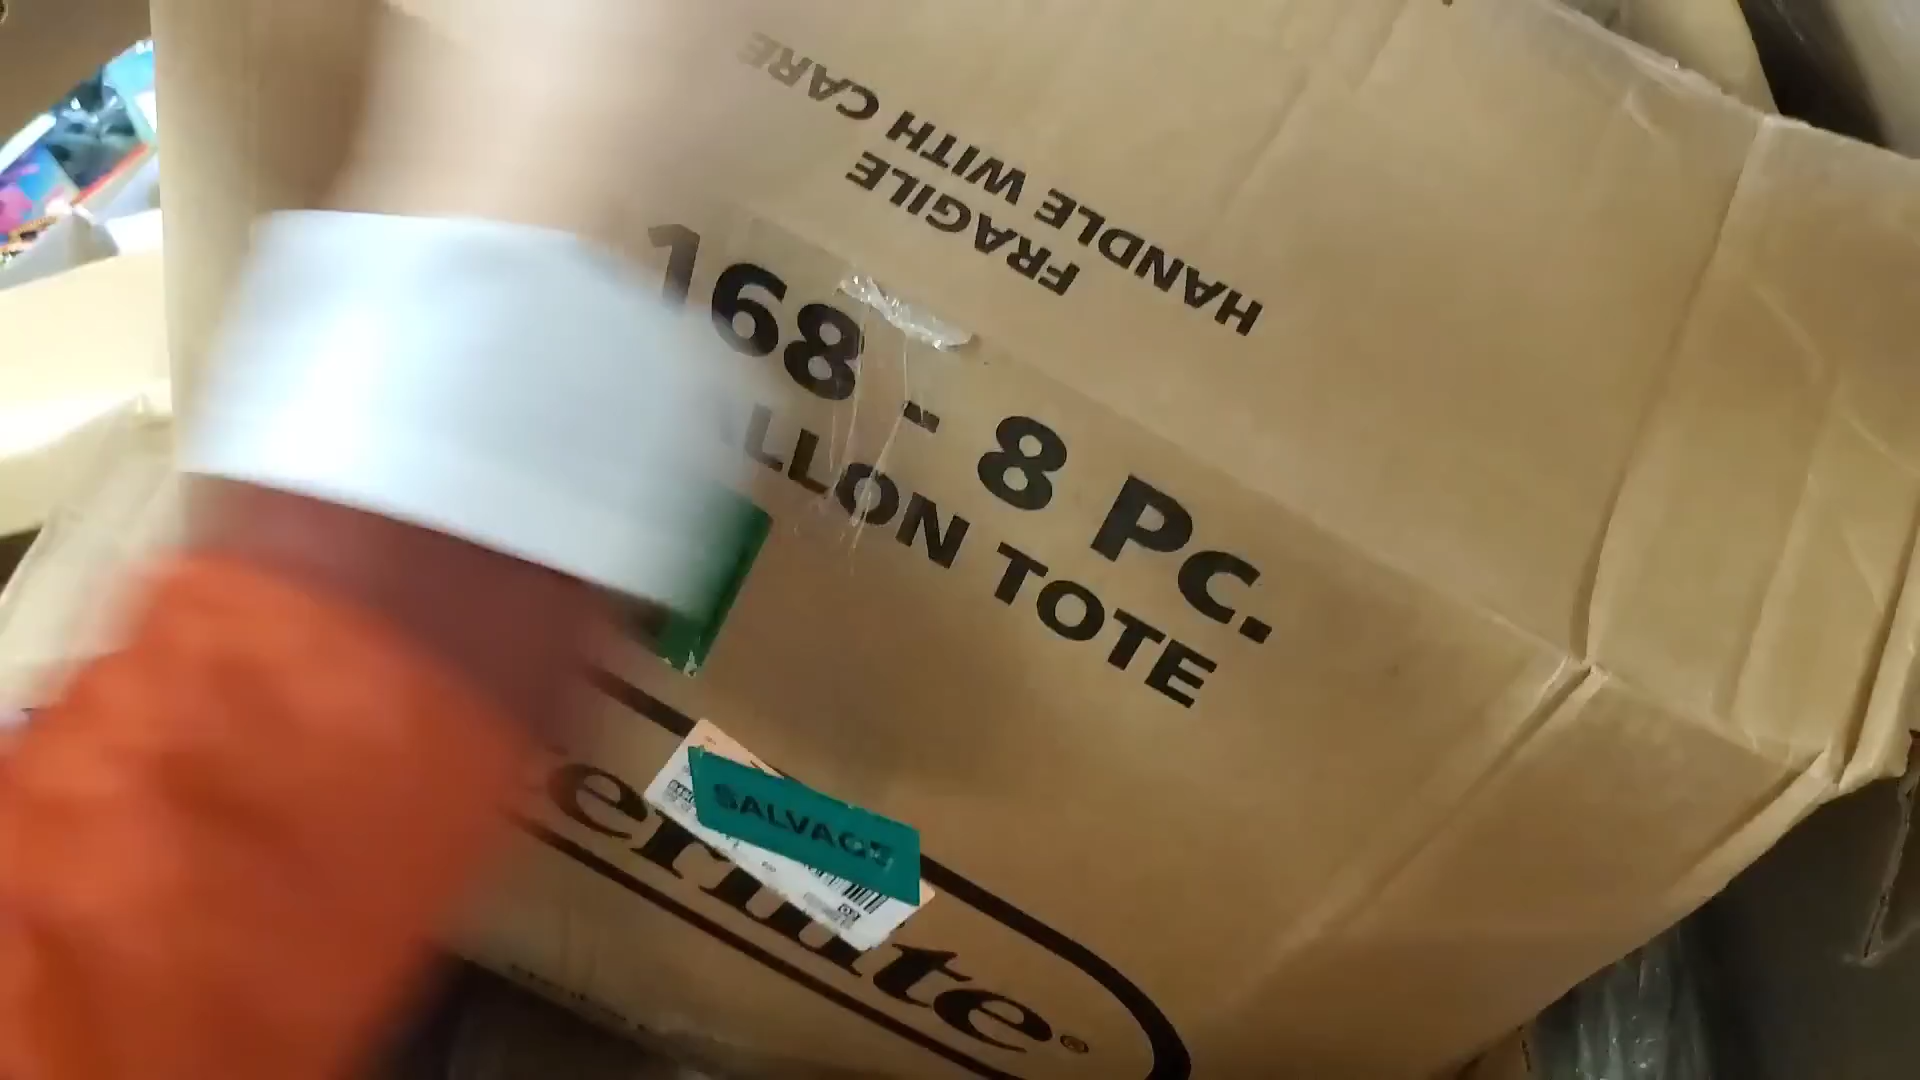 HANDLE WITH CARE
FRAGILE
168 - 8 Pc.
LLON TOTE
SALVAGE